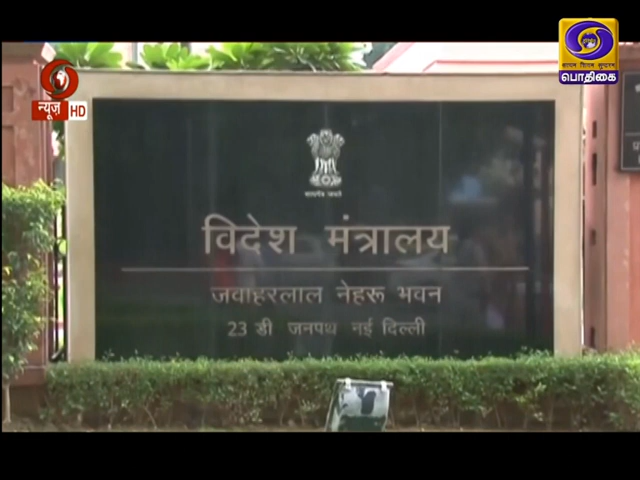 न्यूज़ HD
பொதிகை
विदेश मंत्रालय
जवाहरलाल नेहरू भवन
23 डी जनपथ नई दिल्ली